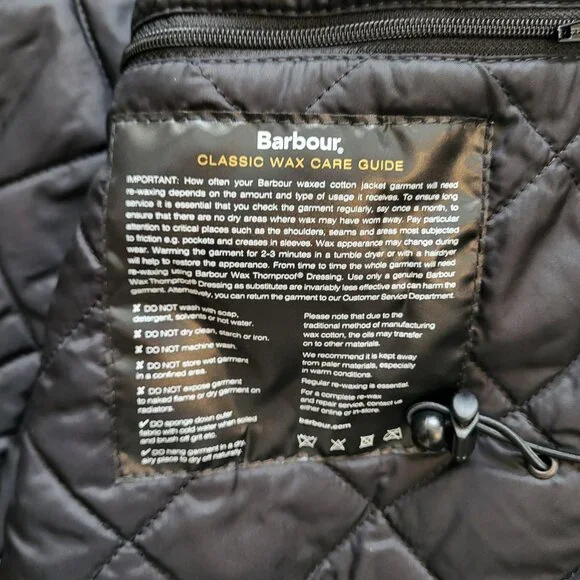 Barbour
CLASSIC WAX CARE GUIDE
IMPORTANT: How often your Barbour waxed cotton jacket garment will need
re-waxing depends on the amount and type of usage it receives. To ensure long
service it is essential that you check the garment regularly, say once a month, to
ensure that there are no dry areas where wax may have worn away. Pay particular
attention to critical places such as the shoulders, seams and areas most subjected
to friction e.g. pockets and creases in sleeves. Wax appearance may change during
wear. Warming the garment for 2-3 minutes in a tumble dryer or with a hairdryer
will help to restore the appearance. From time to time the whole garment will need
re-waxing using Barbour Wax Thornproof® Dressing. Use only a genuine Barbour
Wax Thornproof® Dressing as substitutes are invariably less effective and can harm the
garment. Alternatively, you can return the garment to our Customer Service Department.
✘ DO NOT wash with soap,
detergent, solvents or hot water.
✘ DO NOT dry clean, starch or iron.
✘ DO NOT machine wash.
✘ DO NOT store wet garment
in a confined area.
✘ DO NOT expose garment
to naked flame or dry garment on
radiators.
✓ DO sponge down outer
fabric with cold water when soiled
and brush off grit etc.
✓ DO hang garment in a dry,
airy place to dry off naturally.
Please note that due to the
traditional method of manufacturing
wax cotton, the oils may transfer
on to other materials.
We recommend it is kept away
from paler materials, especially
in warm conditions.
Regular re-waxing is essential.
For a complete re-wax
and repair service, contact us
either online or in-store.
barbour.com